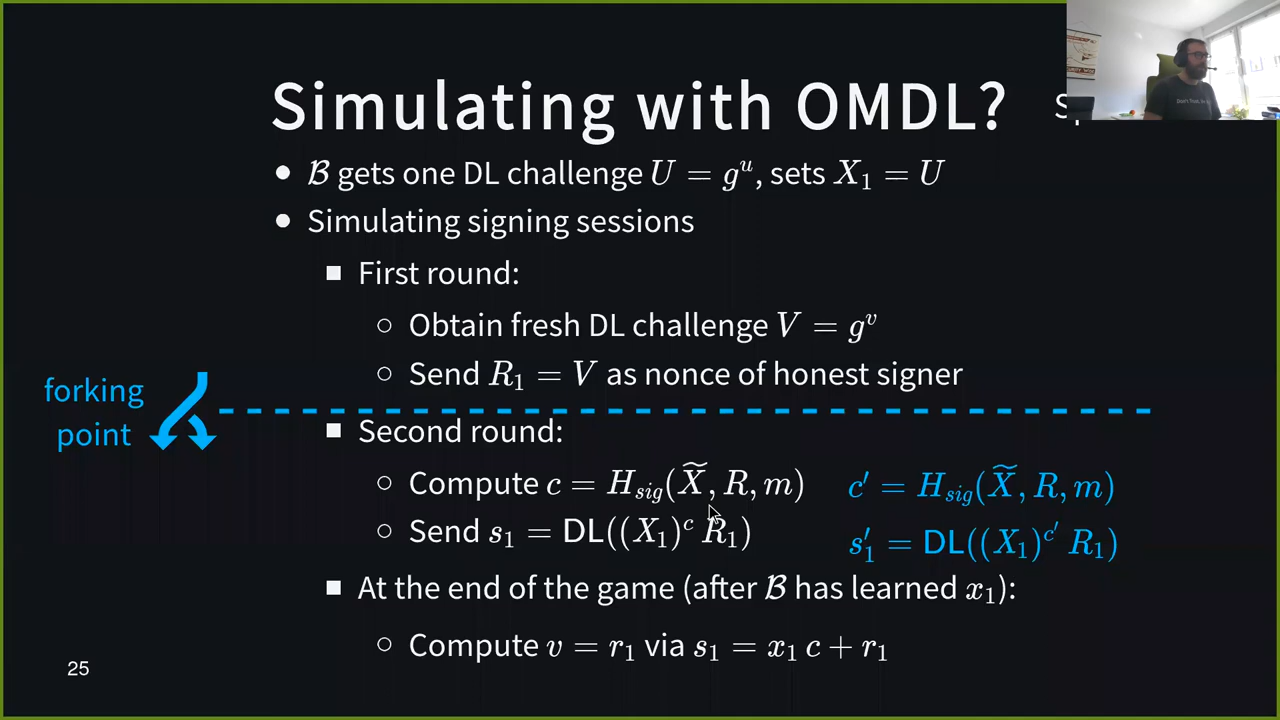 Simulating with OMDL?
• 𝓑 gets one DL challenge U = g^u, sets X₁ = U
• Simulating signing sessions
▪ First round:
○ Obtain fresh DL challenge V = g^v
○ Send R₁ = V as nonce of honest signer
forking
point
▪ Second round:
○ Compute c = H_sig(X̃, R, m) c′ = H_sig(X̃, R, m)
○ Send s₁ = DL((X₁)^c R₁) s′₁ = DL((X₁)^c′ R₁)
▪ At the end of the game (after 𝓑 has learned x₁):
○ Compute v = r₁ via s₁ = x₁ c + r₁
25